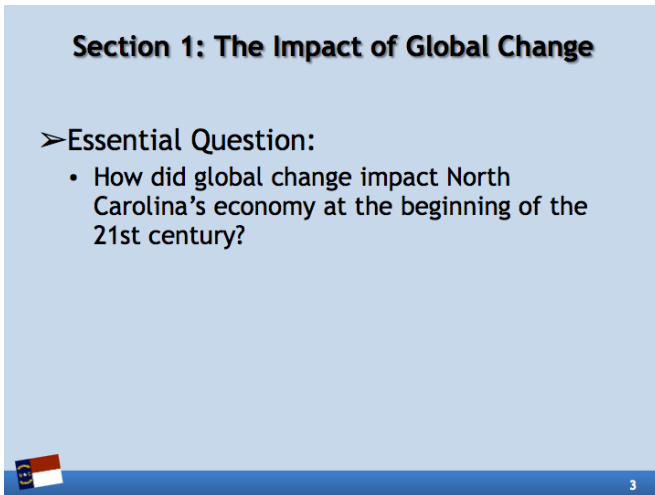 Section 1: The Impact of Global Change
➢Essential Question:
• How did global change impact North
Carolina’s economy at the beginning of the
21st century?
3